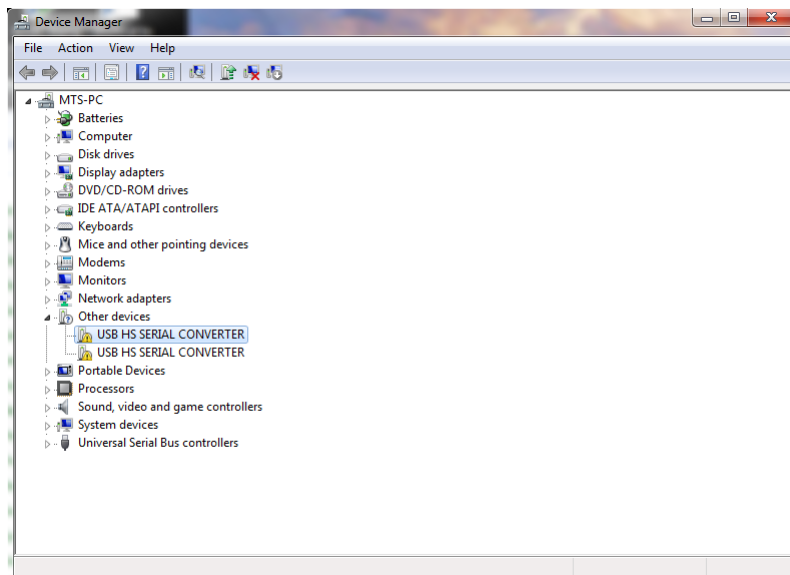 Device Manager
File Action View Help
MTS-PC
Batteries
Computer
Disk drives
Display adapters
DVD/CD-ROM drives
IDE ATA/ATAPI controllers
Keyboards
Mice and other pointing devices
Modems
Monitors
Network adapters
Other devices
USB HS SERIAL CONVERTER
USB HS SERIAL CONVERTER
Portable Devices
Processors
Sound, video and game controllers
System devices
Universal Serial Bus controllers